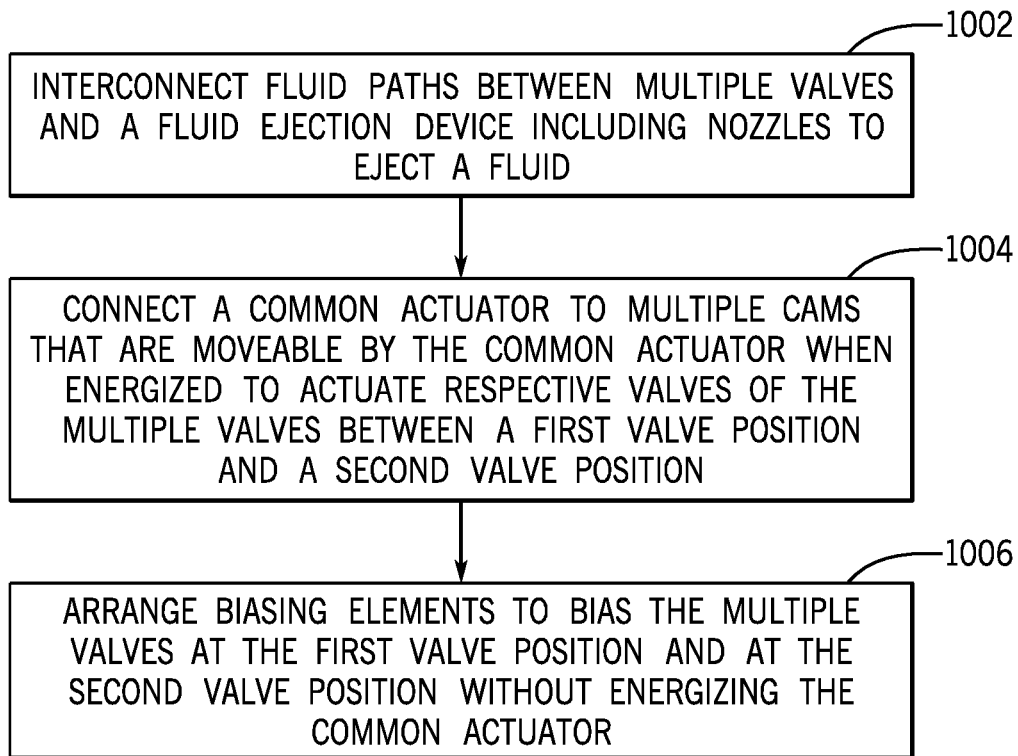 1002
INTERCONNECT FLUID PATHS BETWEEN MULTIPLE VALVES
AND A FLUID EJECTION DEVICE INCLUDING NOZZLES TO
EJECT A FLUID
1004
CONNECT A COMMON ACTUATOR TO MULTIPLE CAMS
THAT ARE MOVEABLE BY THE COMMON ACTUATOR WHEN
ENERGIZED TO ACTUATE RESPECTIVE VALVES OF THE
MULTIPLE VALVES BETWEEN A FIRST VALVE POSITION
AND A SECOND VALVE POSITION
1006
ARRANGE BIASING ELEMENTS TO BIAS THE MULTIPLE
VALVES AT THE FIRST VALVE POSITION AND AT THE
SECOND VALVE POSITION WITHOUT ENERGIZING THE
COMMON ACTUATOR